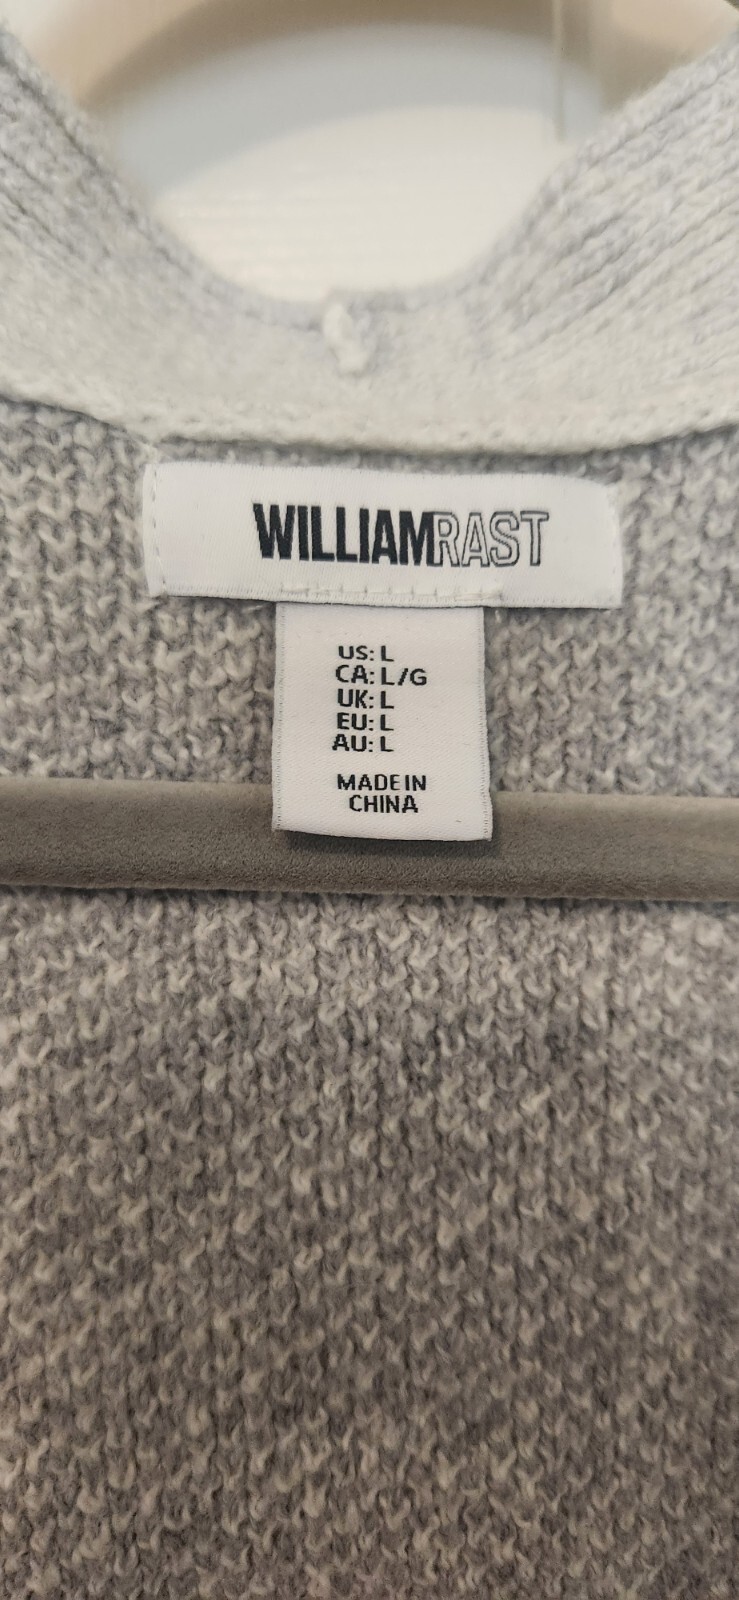 WILLIAMRAST
US: L
CA: L/G
UK: L
EU: L
AU: L
MADE IN
CHINA